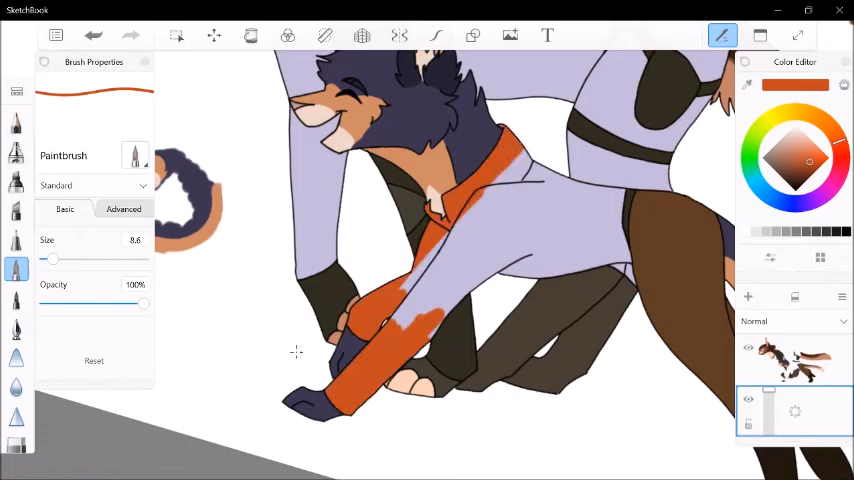 SketchBook
T
Brush Properties
Color Editor
Paintbrush
Standard
Basic Advanced
Size 8.6
Opacity 100%
Reset
Normal